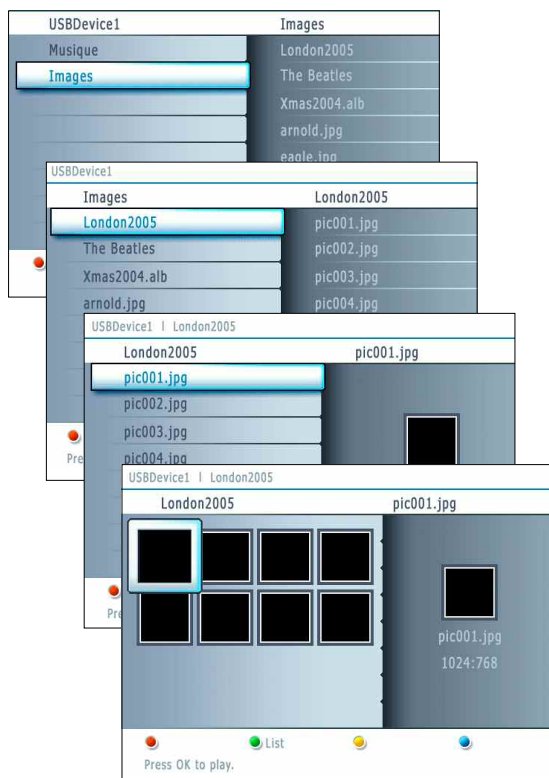 USBDevice1 Images
Musique London2005
Images The Beatles
Xmas2004.alb
arnold.jpg
eagle.jpg
USBDevice1
Images London2005
London2005 pic001.jpg
The Beatles pic002.jpg
Xmas2004.alb pic003.jpg
arnold.jpg pic004.jpg
USBDevice1 | London2005
London2005 pic001.jpg
pic001.jpg
pic002.jpg
pic003.jpg
pic004.jpg
Pre
Pre
USBDevice1 | London2005
London2005 pic001.jpg
pic001.jpg
1024:768
List
Press OK to play.